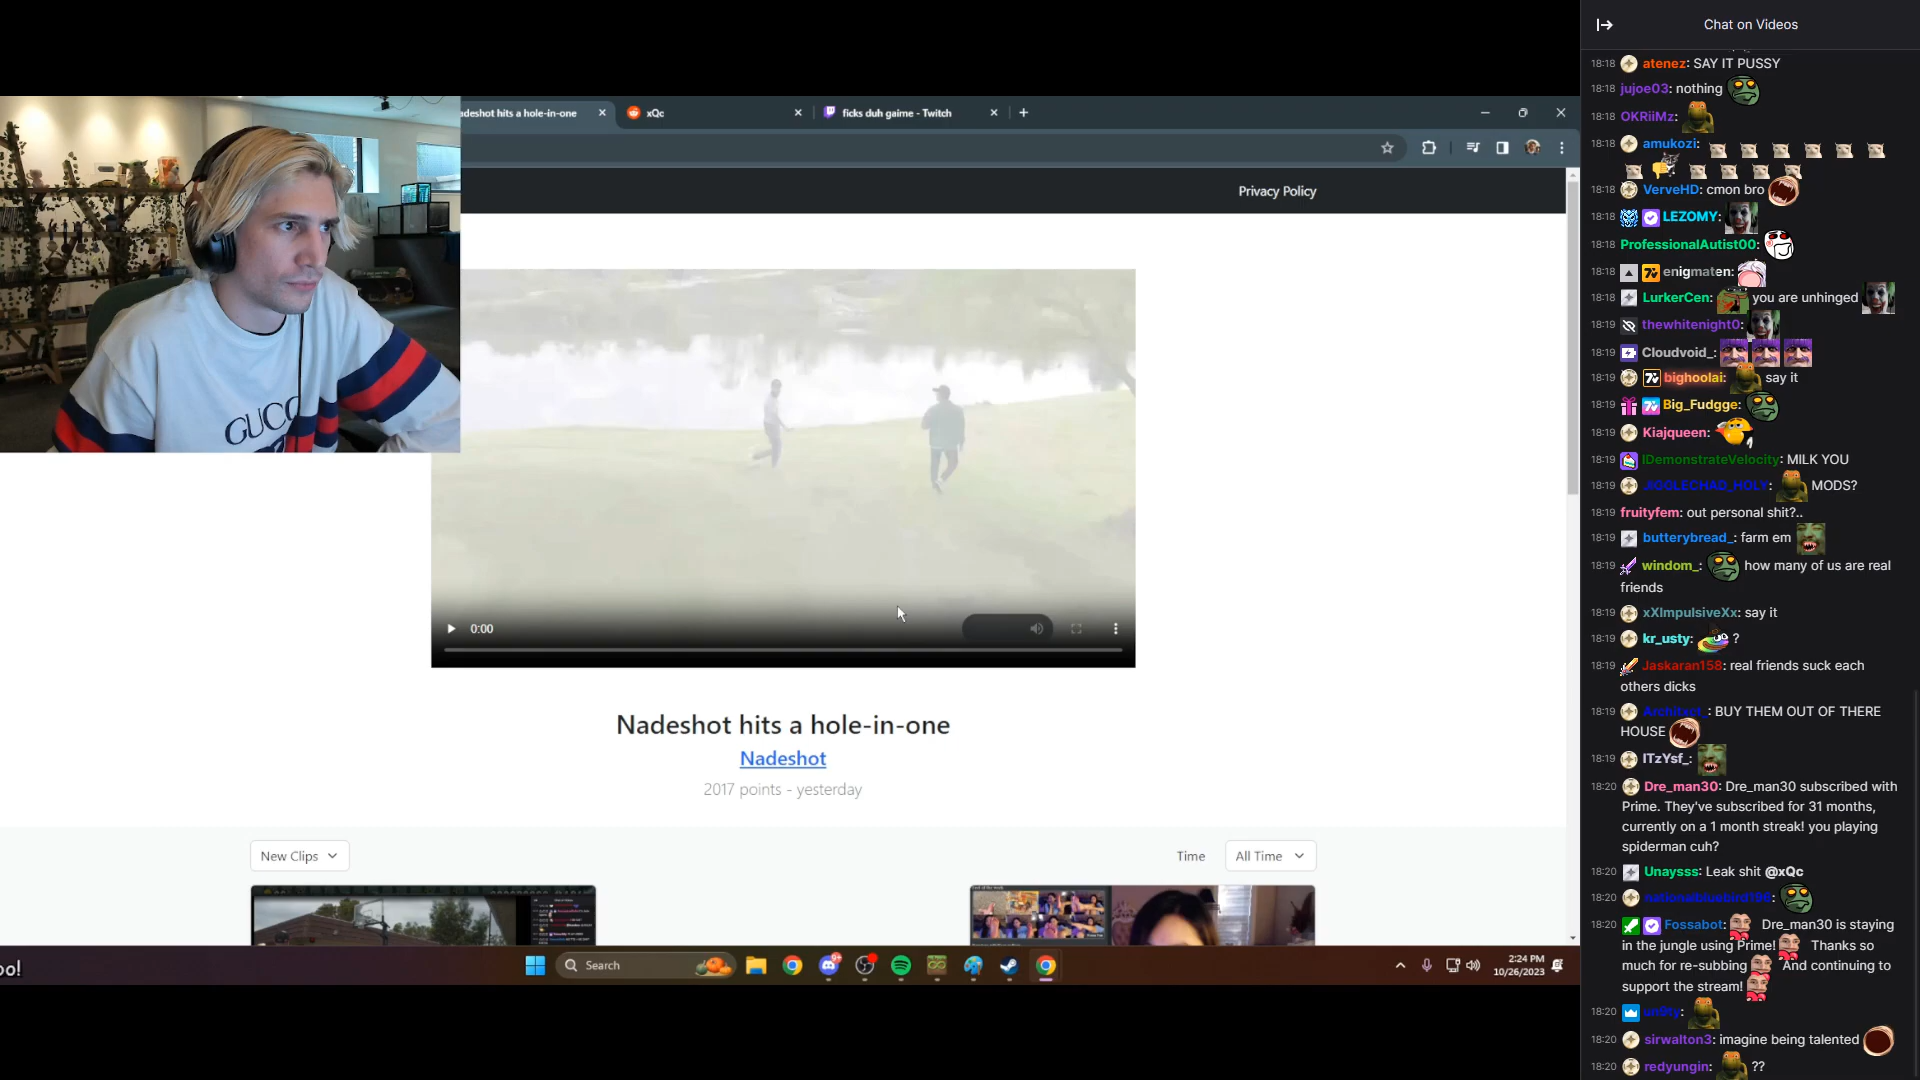 Chat on Videos
18:18 atenez: SAY IT PUSSY
18:18 jujoe03: nothing
18:18 OKRiiMz:
18:18 amukozi:
18:18 VerveHD: cmon bro
18:18 LEZOMY:
18:18 ProfessionalAutist00:
18:18 enigmaten:
18:18 LurkerCen: you are unhinged
18:19 thewhitenight0:
18:19 Cloudvoid_:
18:19 bighoolai: say it
18:19 Big_Fudgge:
18:19 Kiajqueen:
18:19 IDemonstrateVelocity: MILK YOU
18:19 JIGGLECHAD_HOLY: MODS?
18:19 fruityfem: out personal shit?..
18:19 butterybread_: farm em
18:19 windom_: how many of us are real
friends
18:19 xXImpulsiveXx: say it
18:19 kr_usty: ?
18:19 Jaskaran158: real friends suck each
others dicks
18:19 BUY THEM OUT OF THERE
HOUSE
18:19 ITzYsf_:
18:20 Dre_man30: Dre_man30 subscribed with
Prime. They've subscribed for 31 months,
currently on a 1 month streak! you playing
spiderman cuh?
18:20 Unaysss: Leak shit @xQc
18:20
18:20 Fossabot: Dre_man30 is staying
in the jungle using Prime! Thanks so
much for re-subbing And continuing to
support the stream!
18:20
18:20 sirwalton3: imagine being talented
18:20 redyungin: ??
adeshot hits a hole-in-one
xQc
ficks duh gaime - Twitch
Privacy Policy
GUCC
0:00
Nadeshot hits a hole-in-one
Nadeshot
2017 points - yesterday
New Clips
Time
All Time
ool!
Search
2:24 PM
10/26/2023